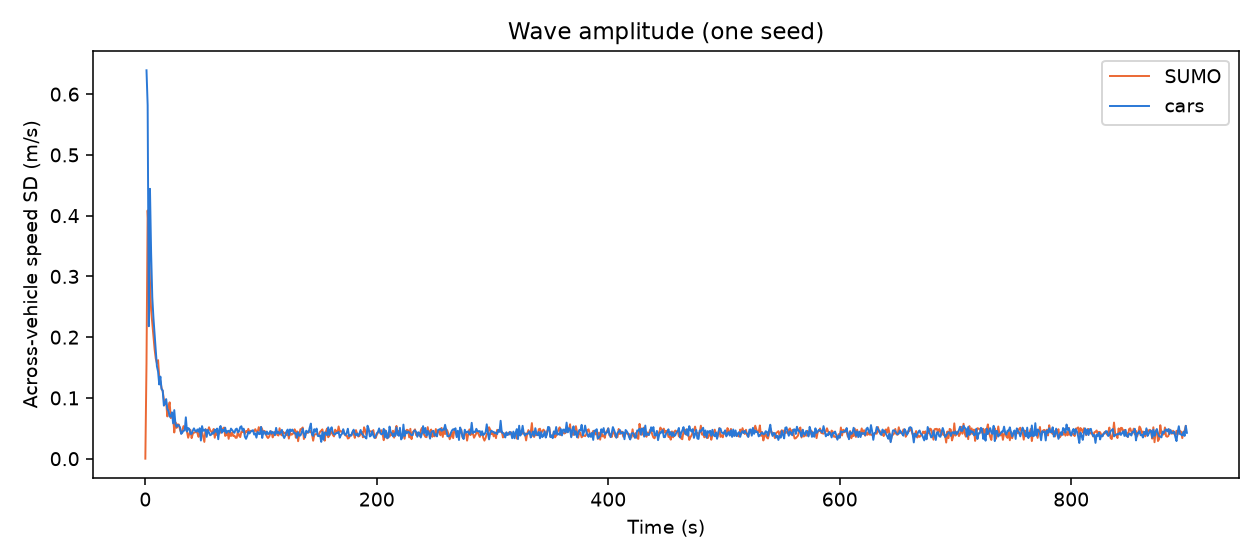 Wave amplitude (one seed)
SUMO
cars
Across-vehicle speed SD (m/s)
0.6
0.5
0.4
0.3
0.2
0.1
0.0
0 200 400 600 800
Time (s)